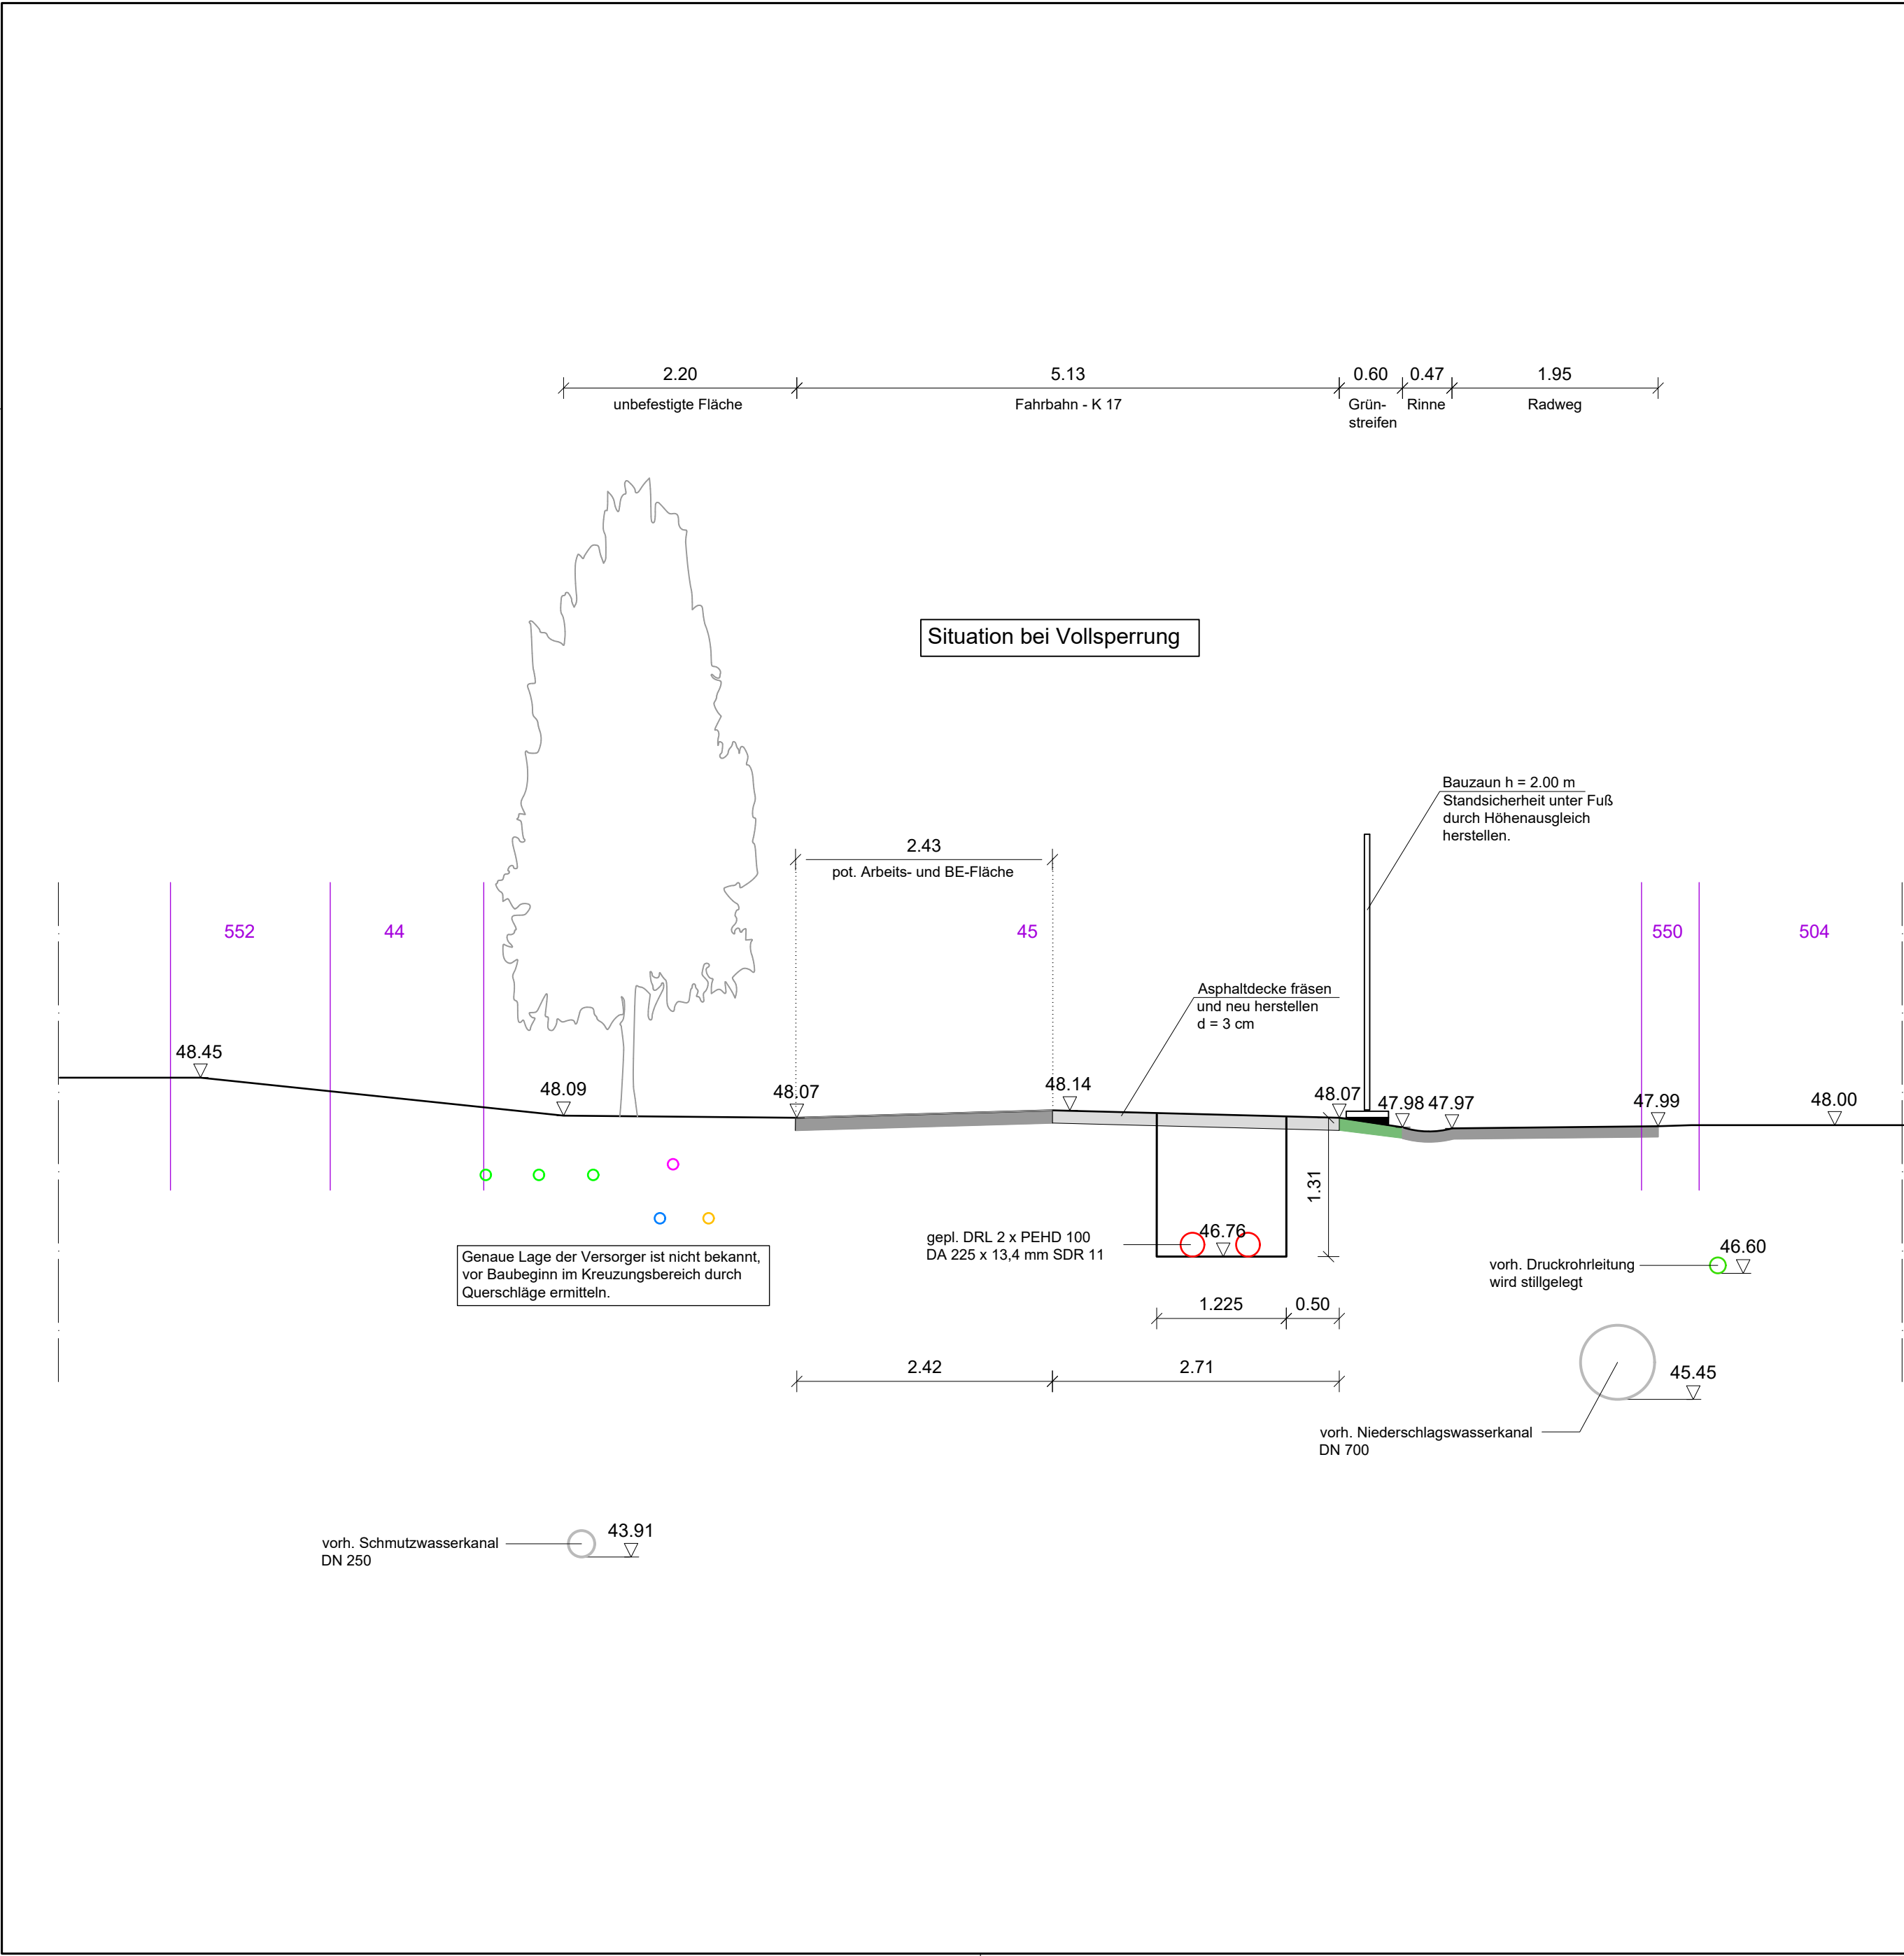 2.20
5.13
0.60
0.47
1.95
unbefestigte Fläche
Fahrbahn - K 17
Grün-
streifen
Rinne
Radweg
Situation bei Vollsperrung
Bauzaun h = 2.00 m
Standsicherheit unter Fuß
durch Höhenausgleich
herstellen.
2.43
pot. Arbeits- und BE-Fläche
552
44
45
550
504
Asphaltdecke fräsen
und neu herstellen
d = 3 cm
48.45
48.09
48.07
48.14
48.07
47.98
47.97
47.99
48.00
1.31
46.76
gepl. DRL 2 x PEHD 100
DA 225 x 13,4 mm SDR 11
Genaue Lage der Versorger ist nicht bekannt,
vor Baubeginn im Kreuzungsbereich durch
Querschläge ermitteln.
46.60
vorh. Druckrohrleitung
wird stillgelegt
1.225
0.50
2.42
2.71
45.45
vorh. Niederschlagswasserkanal
DN 700
43.91
vorh. Schmutzwasserkanal
DN 250